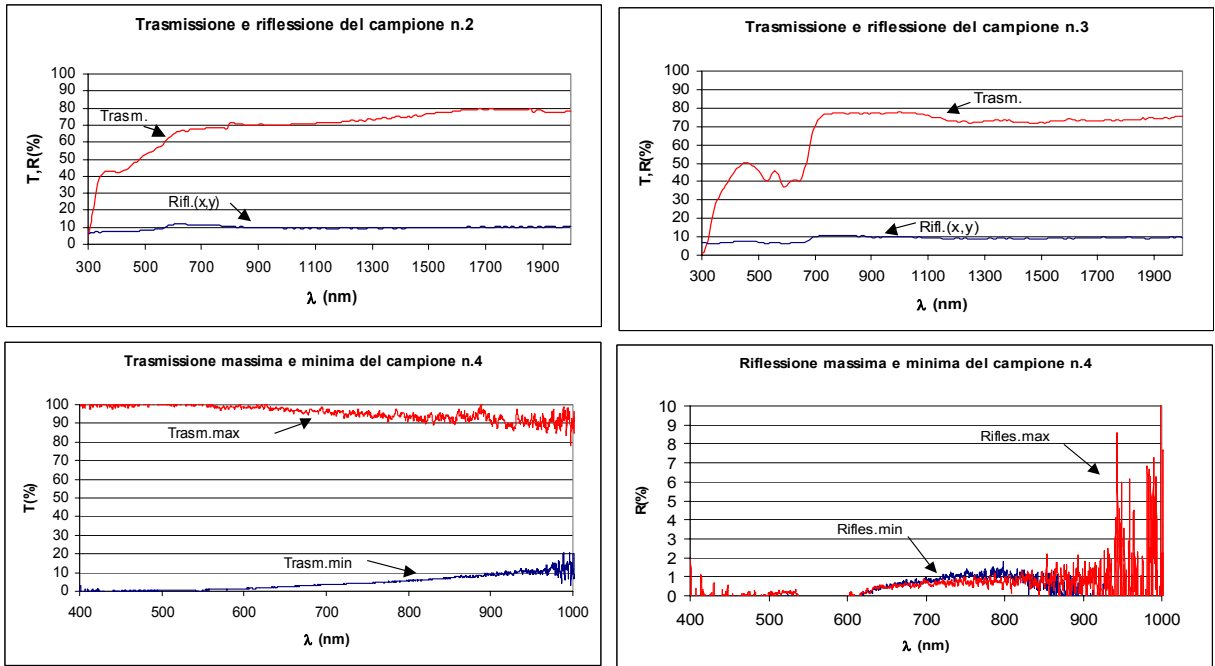 Trasmissione e riflessione del campione n.2
100
90
80
70
60
50
40
30
20
10
0
T,R(%)
Trasm.
Rifl.(x,y)
300 500 700 900 1100 1300 1500 1700 1900
λ (nm)
Trasmissione e riflessione del campione n.3
100
90
80
70
60
50
40
30
20
10
0
T,R(%)
Trasm.
Rifl.(x,y)
300 500 700 900 1100 1300 1500 1700 1900
λ (nm)
Trasmissione massima e minima del campione n.4
100
90
80
70
60
50
40
30
20
10
0
T(%)
Trasm.max
Trasm.min
400 500 600 700 800 900 1000
λ (nm)
Riflessione massima e minima del campione n.4
10
9
8
7
6
5
4
3
2
1
0
R(%)
Rifles.max
Rifles.min
400 500 600 700 800 900 1000
λ (nm)